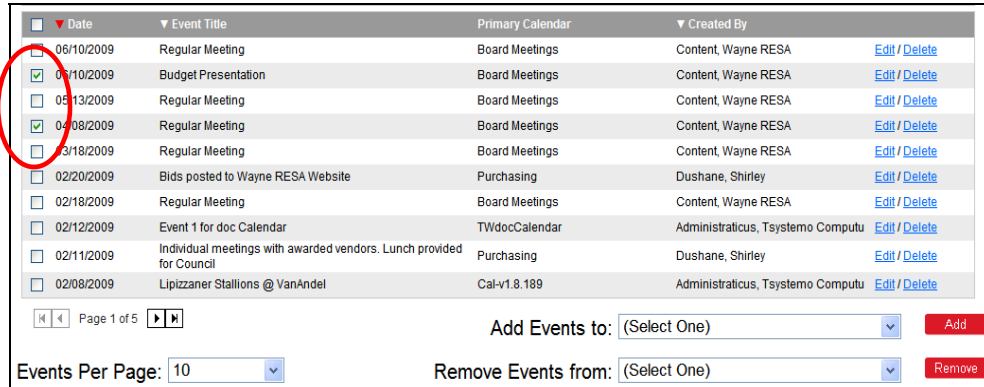 ▼ Date ▼ Event Title Primary Calendar ▼ Created By
06/10/2009 Regular Meeting Board Meetings Content, Wayne RESA Edit / Delete
06/10/2009 Budget Presentation Board Meetings Content, Wayne RESA Edit / Delete
05/13/2009 Regular Meeting Board Meetings Content, Wayne RESA Edit / Delete
04/08/2009 Regular Meeting Board Meetings Content, Wayne RESA Edit / Delete
03/18/2009 Regular Meeting Board Meetings Content, Wayne RESA Edit / Delete
02/20/2009 Bids posted to Wayne RESA Website Purchasing Dushane, Shirley Edit / Delete
02/18/2009 Regular Meeting Board Meetings Content, Wayne RESA Edit / Delete
02/12/2009 Event 1 for doc Calendar TWdocCalendar Administraticus, Tsystemo Computu Edit / Delete
02/11/2009 Individual meetings with awarded vendors. Lunch provided
for Council Purchasing Dushane, Shirley Edit / Delete
02/08/2009 Lipizzaner Stallions @ VanAndel Cal-v1.8.189 Administraticus, Tsystemo Computu Edit / Delete
Page 1 of 5 Add Events to: (Select One) Add
Events Per Page: 10 Remove Events from: (Select One) Remove